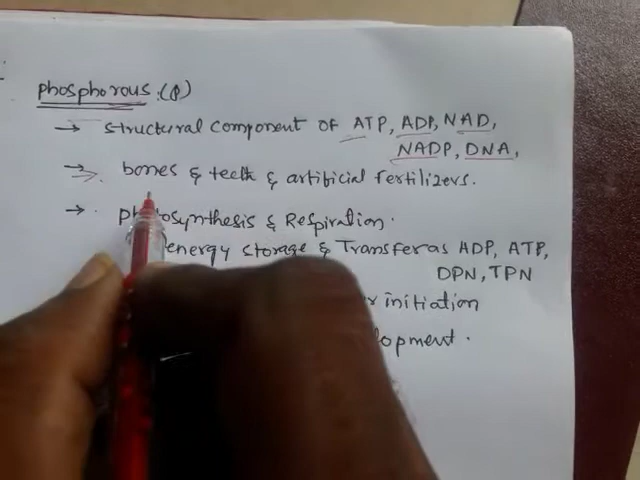 phosphorous.(P)
→ structural component of ATP, ADP, NAD,
NADP, DNA,
→ bones & teeth & artificial fertilizers.
→ photosynthesis & Respiration.
energy storage & Transfer as ADP, ATP,
DPN, TPN
initiation